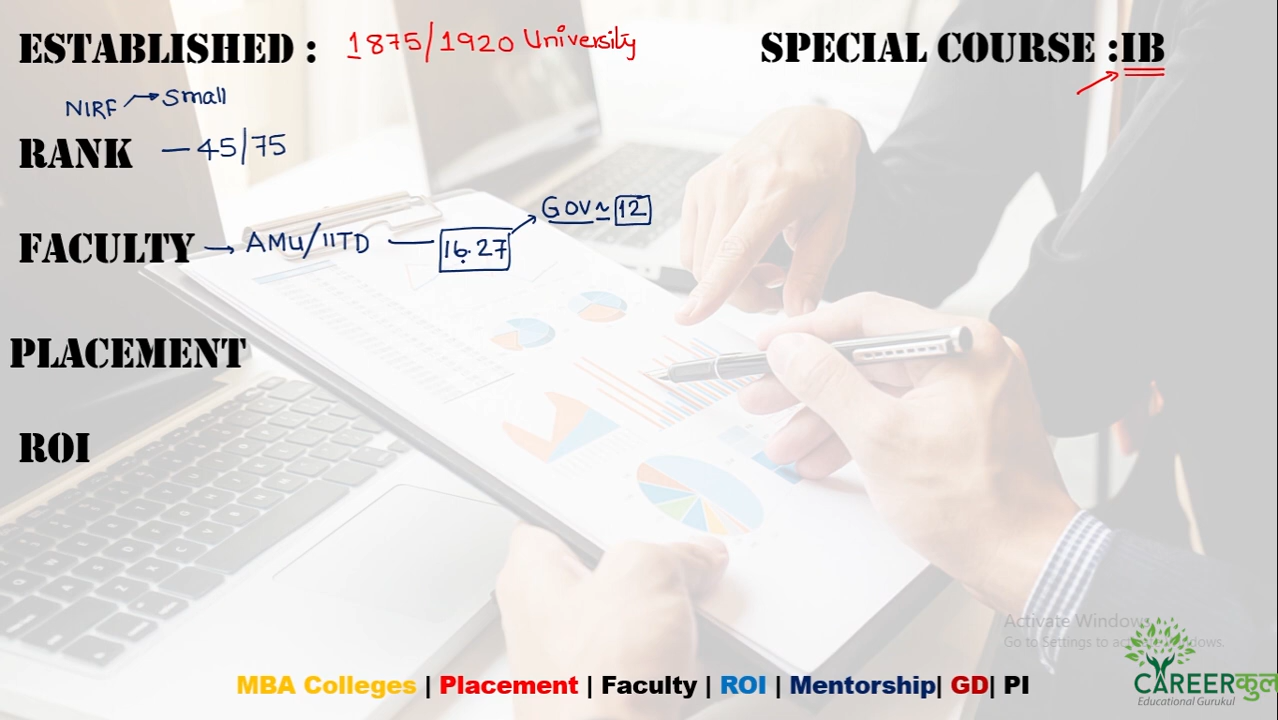 ESTABLISHED : 1875/1920 University
SPECIAL COURSE :IB
NIRF → Small
RANK — 45/75
GOV ~ 12
FACULTY → AMU/IITD — 16.27
PLACEMENT
ROI
Activate Windows
Go to Settings to activate Windows.
MBA Colleges | Placement | Faculty | ROI | Mentorship| GD| PI
CAREERकुल
Educational Gurukul